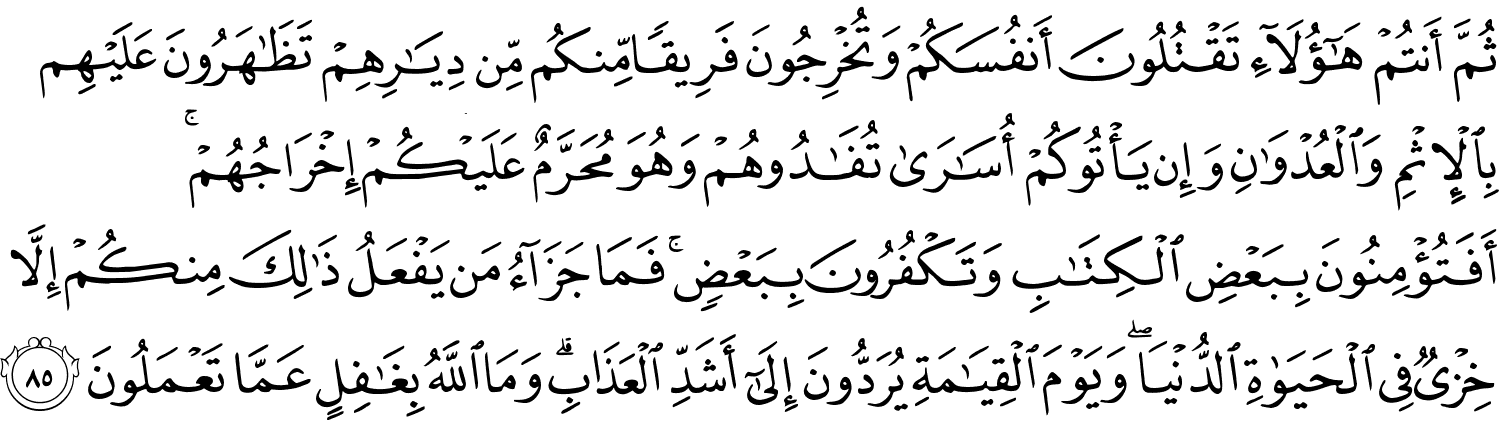 ثُمَّ أَنتُمْ هَـٰٓؤُلَآءِ تَقْتُلُونَ أَنفُسَكُمْ وَتُخْرِجُونَ فَرِيقًا مِّنكُم مِّن دِيَـٰرِهِمْ تَظَـٰهَرُونَ عَلَيْهِم
بِٱلْإِثْمِ وَٱلْعُدْوَٰنِ وَإِن يَأْتُوكُمْ أُسَـٰرَىٰ تُفَـٰدُوهُمْ وَهُوَ مُحَرَّمٌ عَلَيْكُمْ إِخْرَاجُهُمْ ۚ
أَفَتُؤْمِنُونَ بِبَعْضِ ٱلْكِتَـٰبِ وَتَكْفُرُونَ بِبَعْضٍ ۚ فَمَا جَزَآءُ مَن يَفْعَلُ ذَٰلِكَ مِنكُمْ إِلَّا
خِزْىٌ فِى ٱلْحَيَوٰةِ ٱلدُّنْيَا ۖ وَيَوْمَ ٱلْقِيَـٰمَةِ يُرَدُّونَ إِلَىٰٓ أَشَدِّ ٱلْعَذَابِ ۗ وَمَا ٱللَّهُ بِغَـٰفِلٍ عَمَّا تَعْمَلُونَ ٨٥